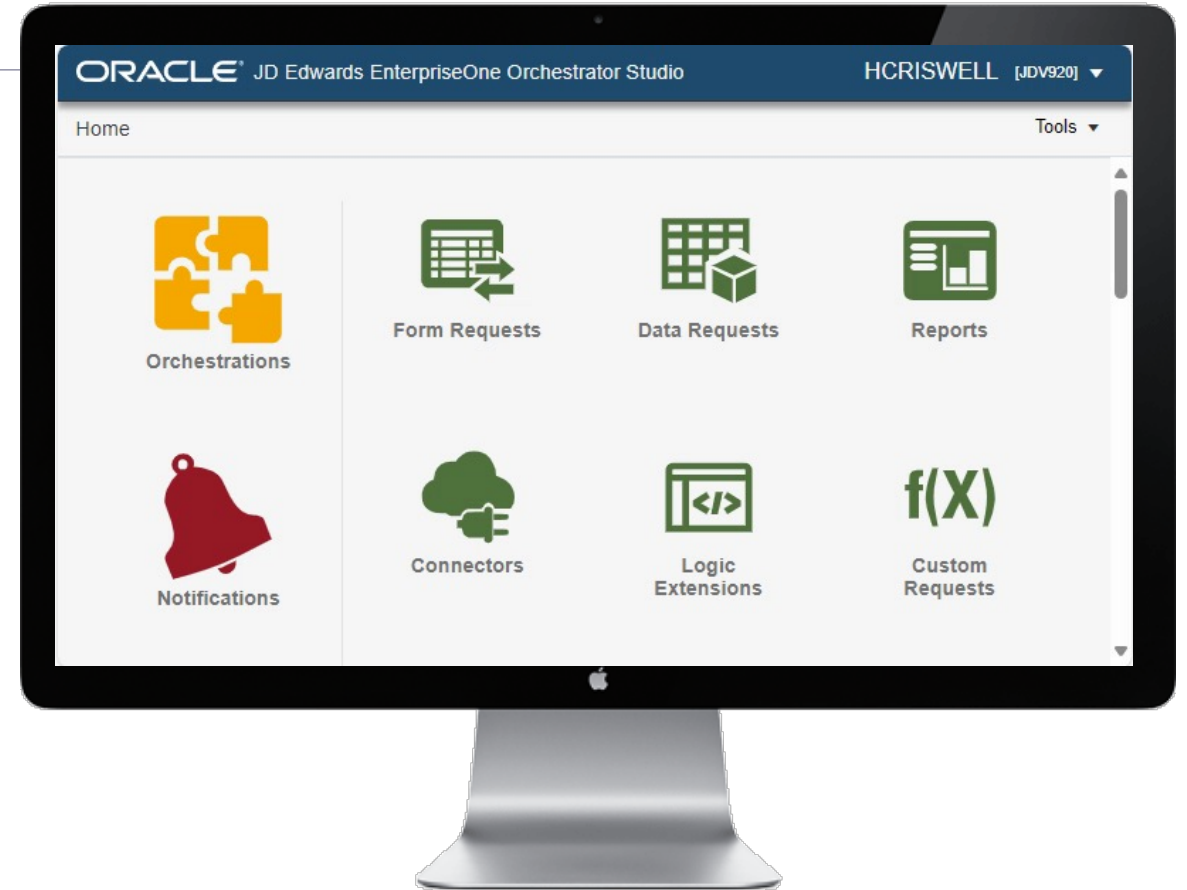 ORACLE® JD Edwards EnterpriseOne Orchestrator Studio HCRISWELL [JDV920]
Home Tools
Orchestrations
Form Requests
Data Requests
Reports
Notifications
Connectors
</>
Logic
Extensions
f(X)
Custom
Requests